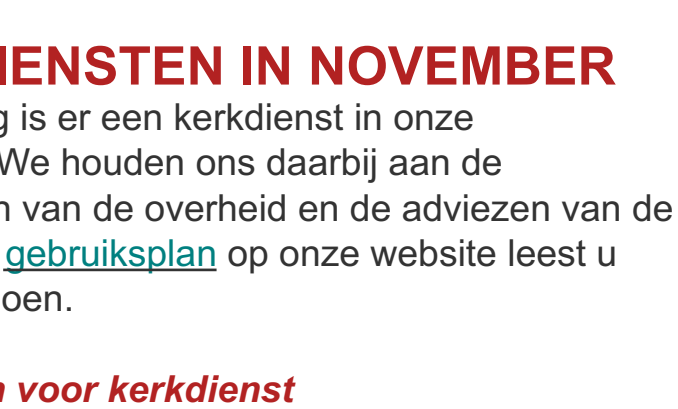 IENSTEN IN NOVEMBER
g is er een kerkdienst in onze
We houden ons daarbij aan de
n van de overheid en de adviezen van de
gebruiksplan op onze website leest u
oen.
n voor kerkdienst